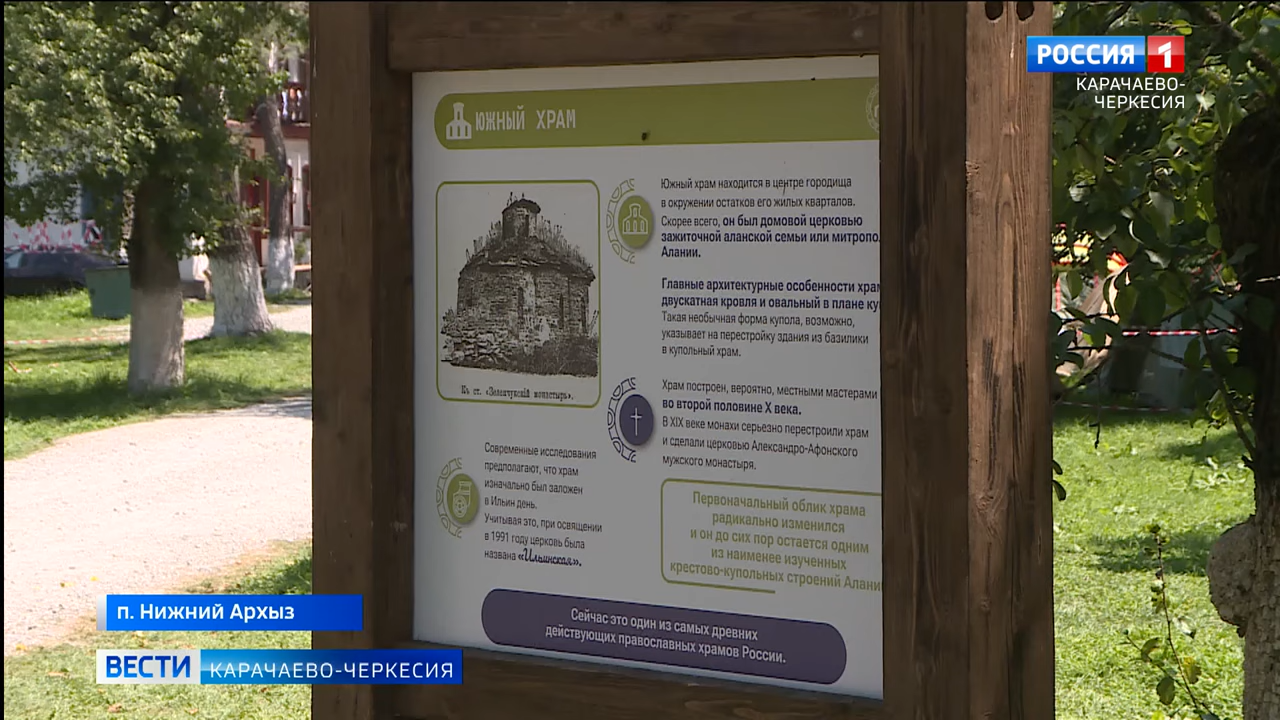 РОССИЯ 1
КАРАЧАЕВО-
ЧЕРКЕСИЯ
ЮЖНЫЙ ХРАМ
Южный храм находится в центре городища
в окружении остатков его жилых кварталов.
Скорее всего, он был домовой церковью
зажиточной аланской семьи или митропо
Алании.
Главные архитектурные особенности храм
двускатная кровля и овальный в плане ку
Такая необычная форма купола, возможно,
указывает на перестройку здания из базилики
в купольный храм.
Къ ст. «Зеленчукскій монастырь».
Храм построен, вероятно, местными мастерами
во второй половине X века.
В XIX веке монахи серьезно перестроили храм
и сделали церковью Александро-Афонского
мужского монастыря.
Современные исследования
предполагают, что храм
изначально был заложен
в Ильин день.
Учитывая это, при освящении
в 1991 году церковь была
названа «Ильинская».
Первоначальный облик храма
радикально изменился
и он до сих пор остается одним
из наименее изученных
крестово-купольных строений Алани
Сейчас это один из самых древних
действующих православных храмов России.
п. Нижний Архыз
ВЕСТИ КАРАЧАЕВО-ЧЕРКЕСИЯ